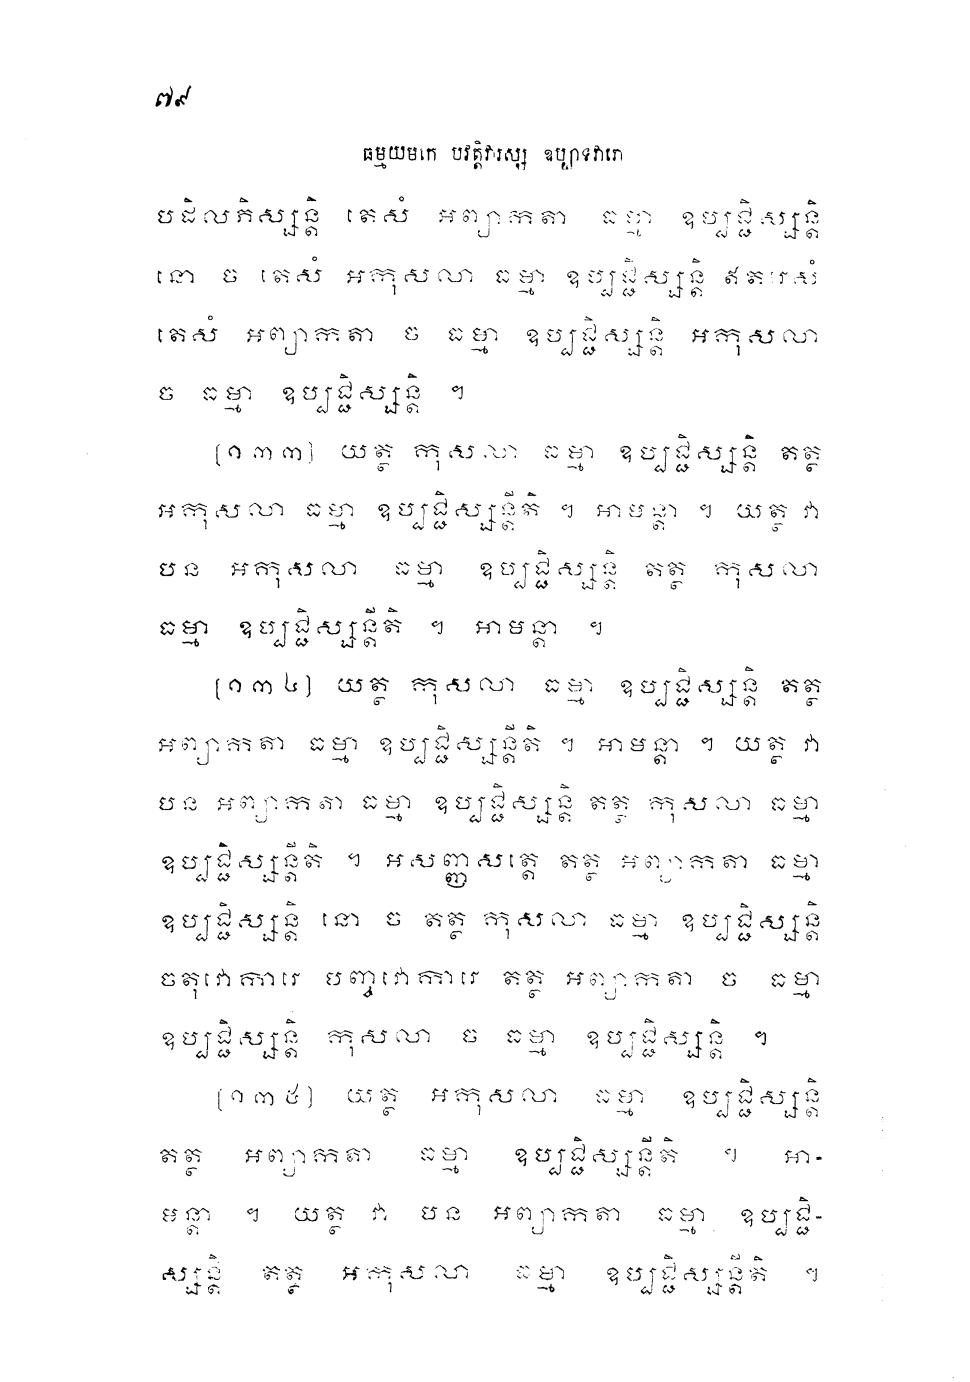 ៧៩
ធម្មយមកេ បវត្តិវារស្ស ឧប្បាទវារោ
បដិលភិស្សន្តិ តេសំ អព្យាកតា ធម្មា ឧប្បជ្ជិស្សន្តិ
នោ ច តេសំ អកុសលា ធម្មា ឧប្បជ្ជិស្សន្តិ ឥតរេសំ
តេសំ អព្យាកតា ច ធម្មា ឧប្បជ្ជិស្សន្តិ អកុសលា
ច ធម្មា ឧប្បជ្ជិស្សន្តិ ។
[១៣៣] យត្ថ កុសលា ធម្មា ឧប្បជ្ជិស្សន្តិ តត្ថ
អកុសលា ធម្មា ឧប្បជ្ជិស្សន្តីតិ ។ អាមន្តា ។ យត្ថ វា
បន អកុសលា ធម្មា ឧប្បជ្ជិស្សន្តិ តត្ថ កុសលា
ធម្មា ឧប្បជ្ជិស្សន្តីតិ ។ អាមន្តា ។
[១៣៤] យត្ថ កុសលា ធម្មា ឧប្បជ្ជិស្សន្តិ តត្ថ
អព្យាកតា ធម្មា ឧប្បជ្ជិស្សន្តីតិ ។ អាមន្តា ។ យត្ថ វា
បន អព្យាកតា ធម្មា ឧប្បជ្ជិស្សន្តិ តត្ថ កុសលា ធម្មា
ឧប្បជ្ជិស្សន្តីតិ ។ អសញ្ញសត្តេ តត្ថ អព្យាកតា ធម្មា
ឧប្បជ្ជិស្សន្តិ នោ ច តត្ថ កុសលា ធម្មា ឧប្បជ្ជិស្សន្តិ
ចតុវោការេ បញ្ចវោការេ តត្ថ អព្យាកតា ច ធម្មា
ឧប្បជ្ជិស្សន្តិ កុសលា ច ធម្មា ឧប្បជ្ជិស្សន្តិ ។
[១៣៥] យត្ថ អកុសលា ធម្មា ឧប្បជ្ជិស្សន្តិ
តត្ថ អព្យាកតា ធម្មា ឧប្បជ្ជិស្សន្តីតិ ។ អា-
មន្តា ។ យត្ថ វា បន អព្យាកតា ធម្មា ឧប្បជ្ជិ-
ស្សន្តិ តត្ថ អកុសលា ធម្មា ឧប្បជ្ជិស្សន្តីតិ ។